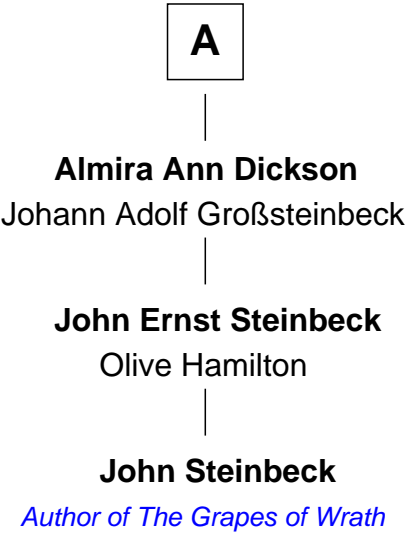 A
Almira Ann Dickson
Johann Adolf Großsteinbeck
John Ernst Steinbeck
Olive Hamilton
John Steinbeck
Author of The Grapes of Wrath